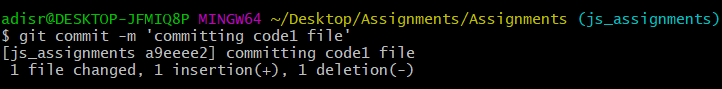 adisr@DESKTOP-JFMIQ8P MINGW64 ~/Desktop/Assignments/Assignments (js_assignments)
$ git commit -m 'committing code1 file'
[js_assignments a9eeee2] committing code1 file
 1 file changed, 1 insertion(+), 1 deletion(-)